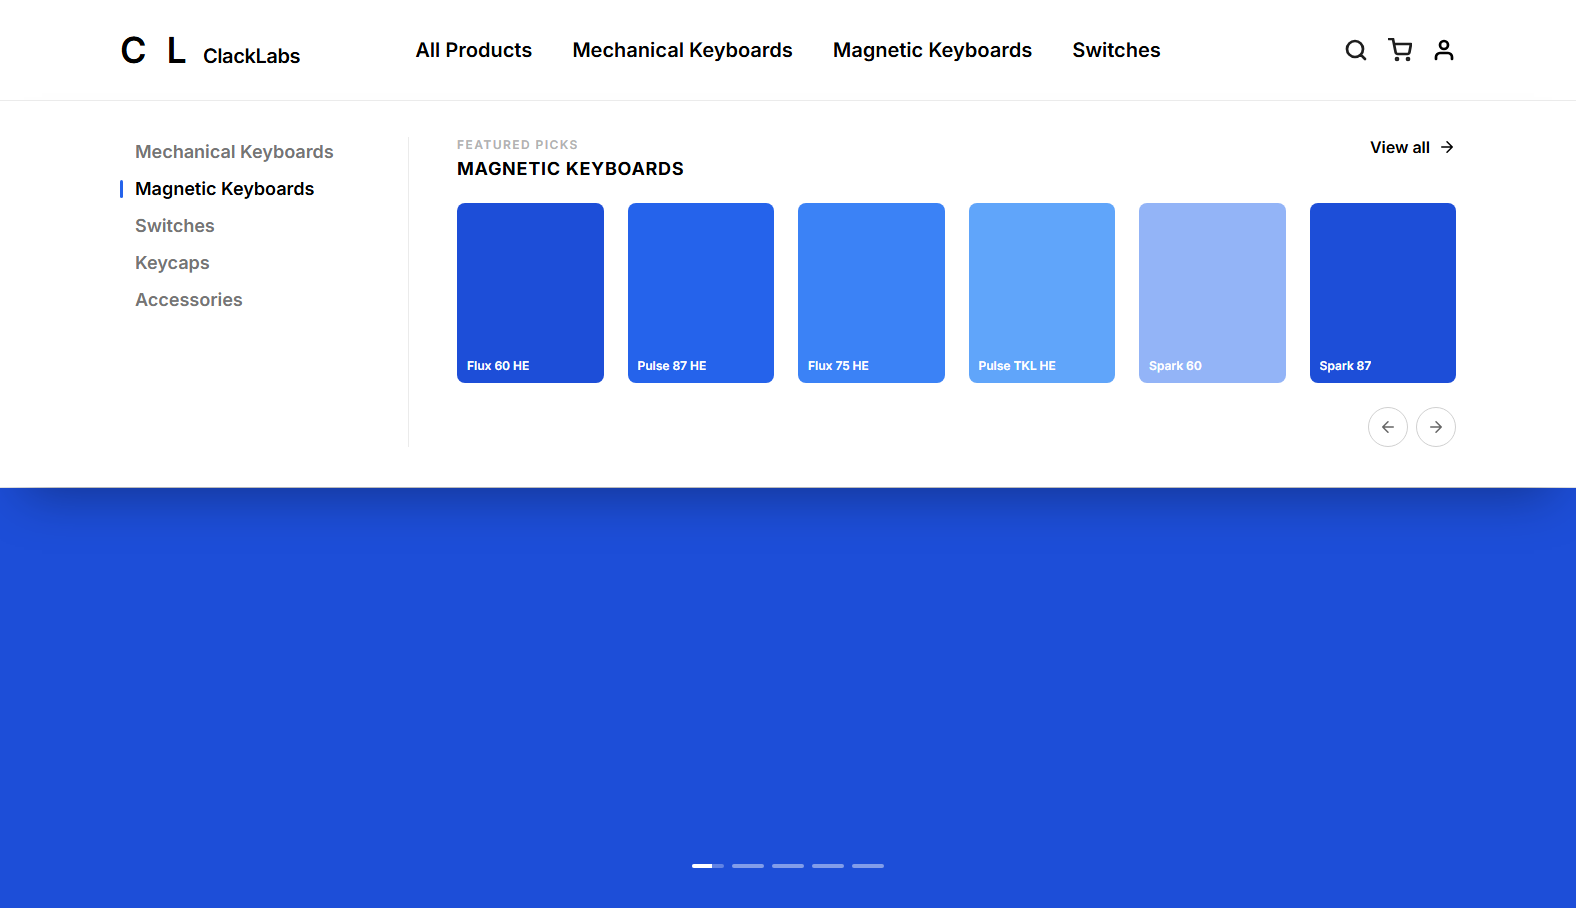 C L ClackLabs
All Products Mechanical Keyboards Magnetic Keyboards Switches
Mechanical Keyboards
Magnetic Keyboards
Switches
Keycaps
Accessories
FEATURED PICKS
MAGNETIC KEYBOARDS
View all
Flux 60 HE
Pulse 87 HE
Flux 75 HE
Pulse TKL HE
Spark 60
Spark 87